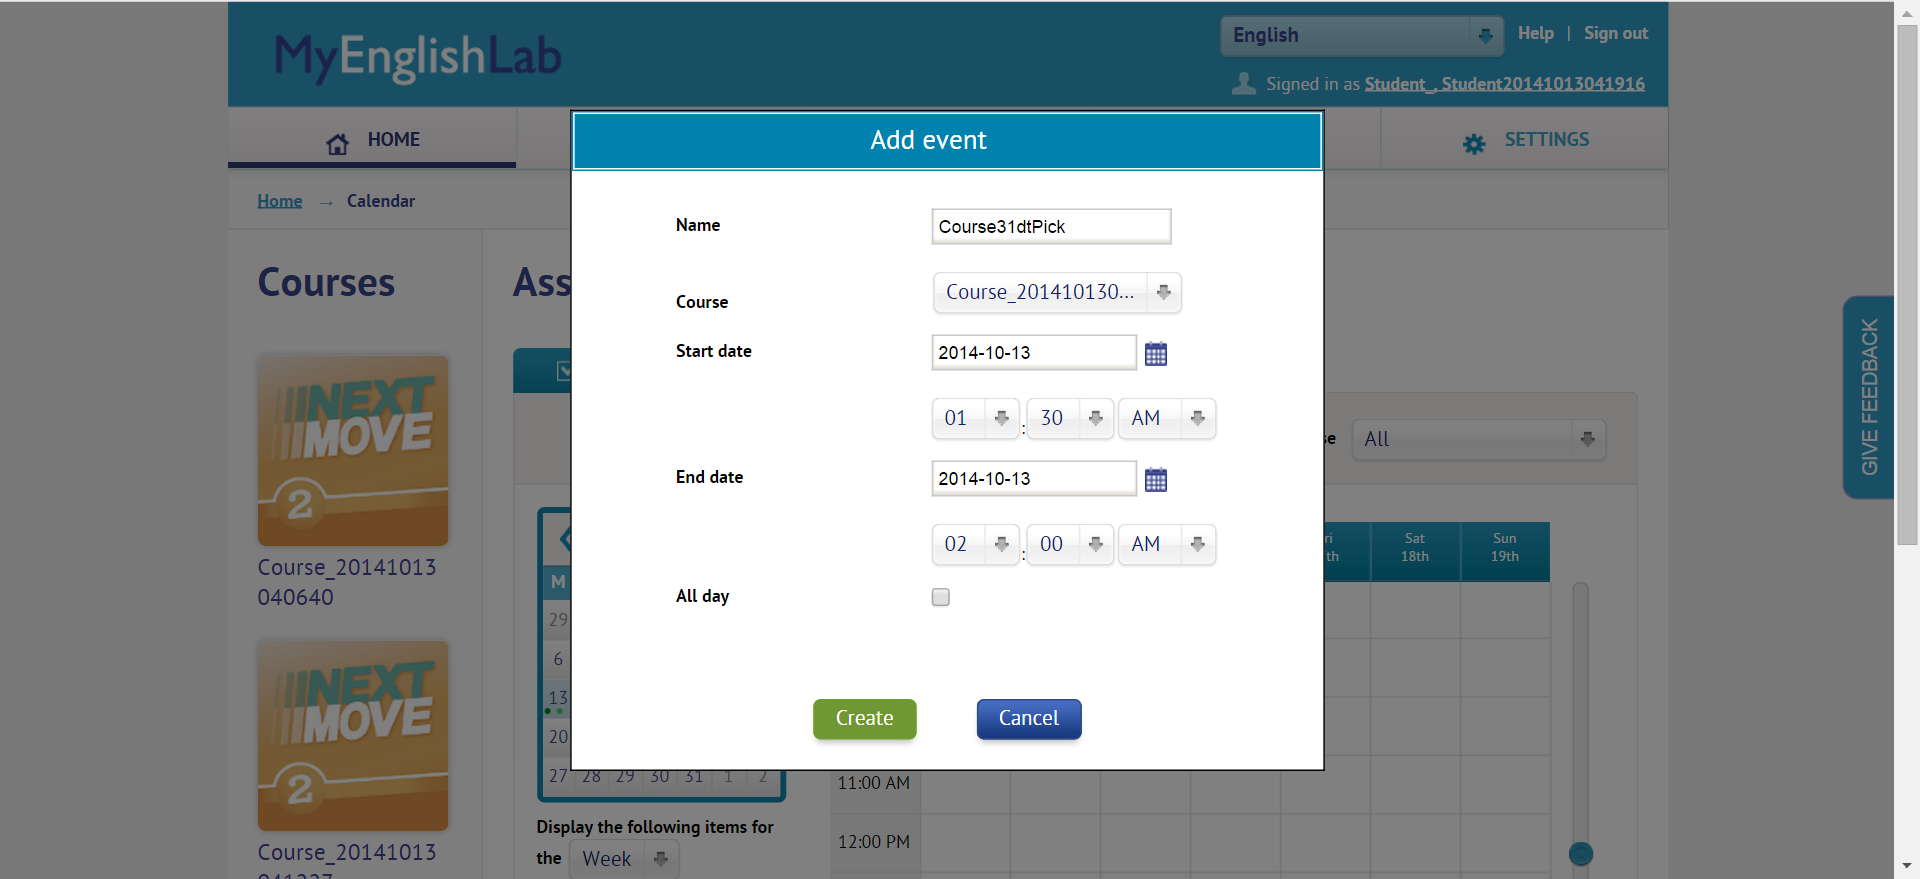 MyEnglishLab
English
Help | Sign out
Signed in as Student_, Student20141013041916
HOME
SETTINGS
Home → Calendar
Add event
Name
Course31dtPick
Course
Course_201410130...
Start date
2014-10-13
01 : 30 AM
End date
2014-10-13
02 : 00 AM
All day
Create
Cancel
Courses
Ass
NEXT
MOVE
2
Course_20141013
040640
NEXT
MOVE
2
Course_20141013
All
GIVE FEEDBACK
Sat
18th
Sun
19th
M
29
6
13
20
27 28 29 30 31 1 2
11:00 AM
12:00 PM
Display the following items for
the Week